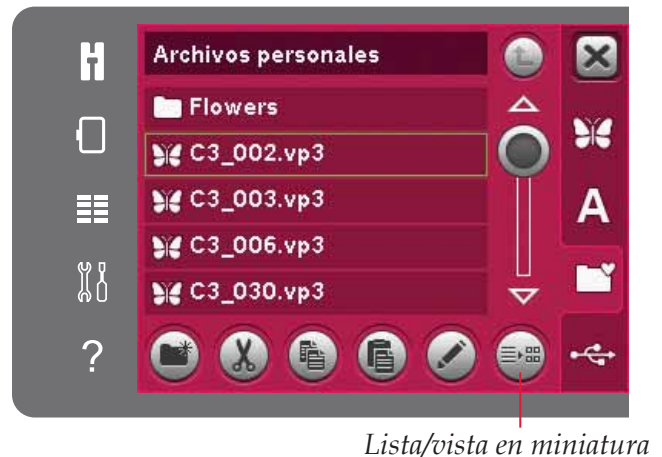 Archivos personales
Flowers
C3_002.vp3
C3_003.vp3
A
C3_006.vp3
C3_030.vp3
?
Lista/vista en miniatura